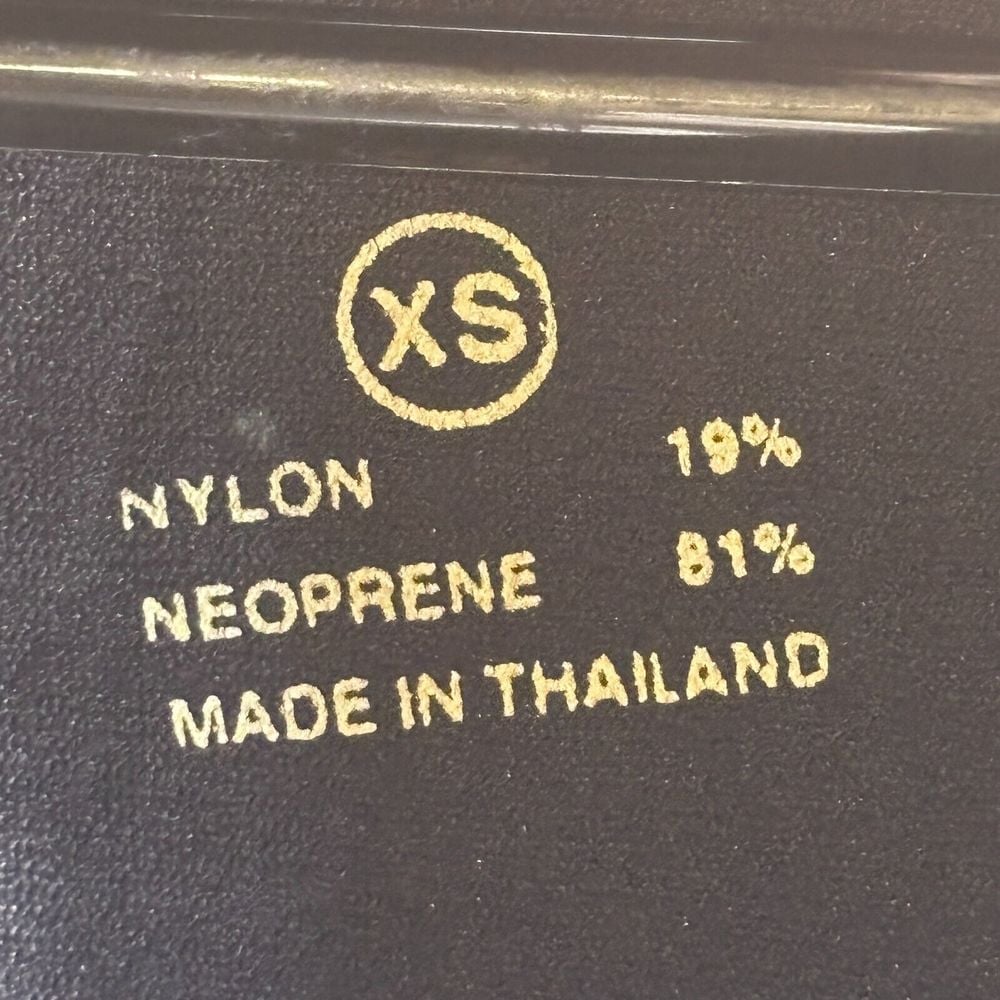 XS
NYLON 19%
NEOPRENE 81%
MADE IN THAILAND